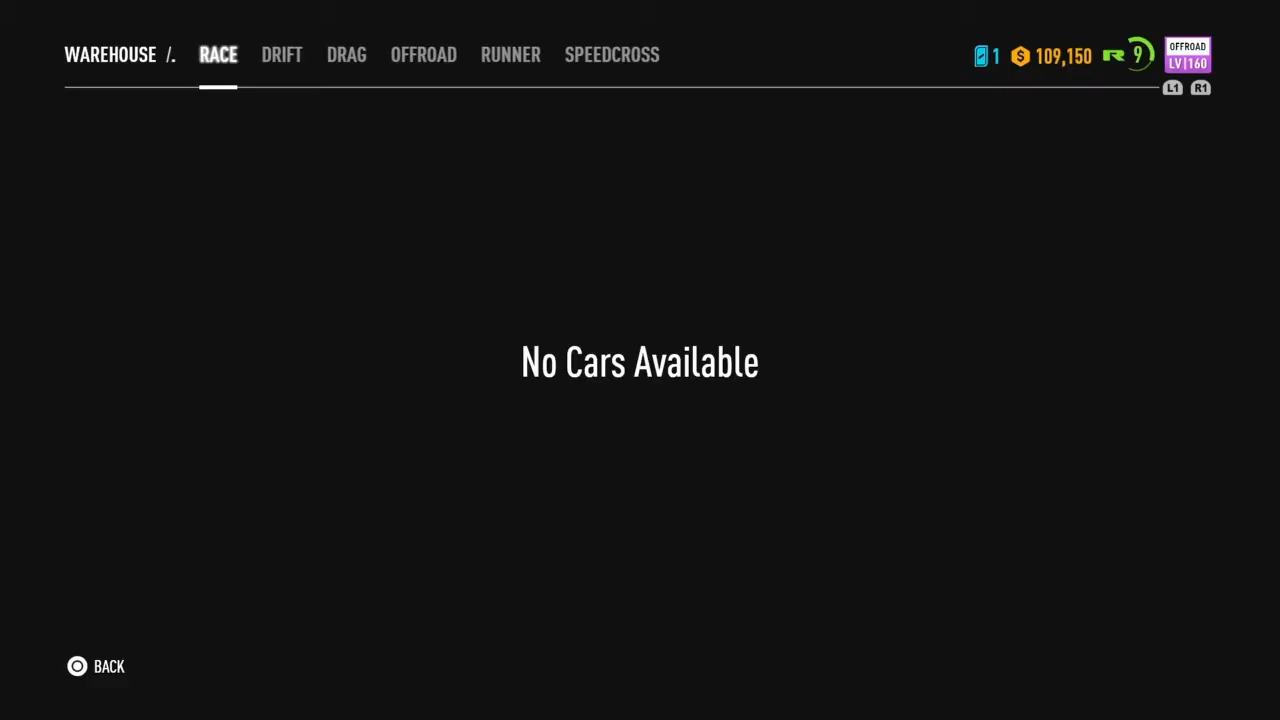 WAREHOUSE /. RACE DRIFT DRAG OFFROAD RUNNER SPEEDCROSS 1 $ 109,150 R 9 OFFROAD
LV|160
L1 R1
No Cars Available
BACK